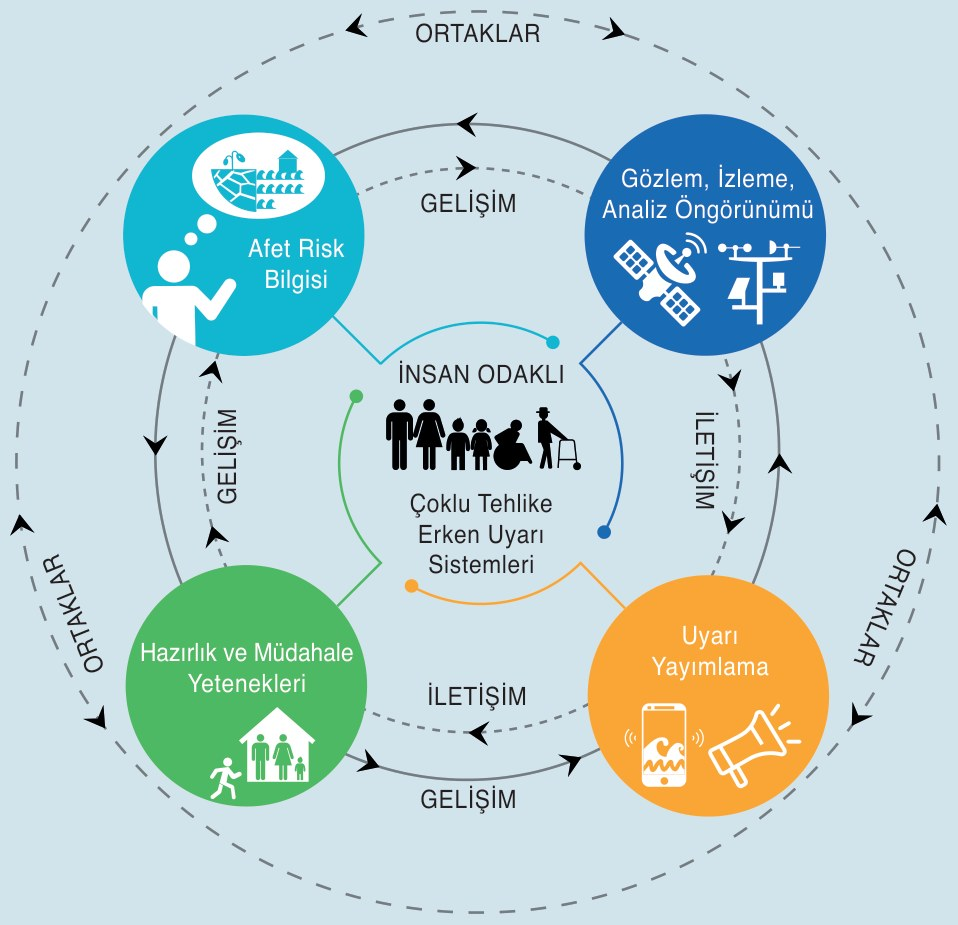 ORTAKLAR
GELİŞİM
Gözlem, İzleme,
Analiz Öngörünümü
Afet Risk
Bilgisi
İNSAN ODAKLI
Çoklu Tehlike
Erken Uyarı
Sistemleri
GELİŞİM
İLETİŞİM
ORTAKLAR
ORTAKLAR
Hazırlık ve Müdahale
Yetenekleri
Uyarı
Yayımlama
İLETİŞİM
GELİŞİM